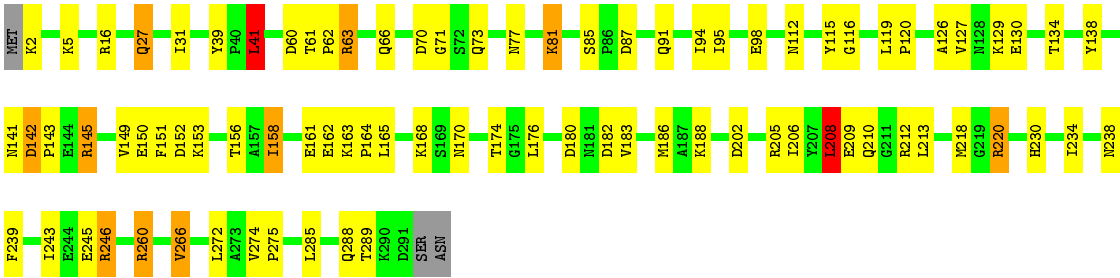 MET K2 K5 R16 Q27 I31 Y39 P40 L41 D60 T61 P62 R63 Q66 D70 G71 S72 Q73 N77 K81 S85 P86 D87 Q91 I94 I95 E98 N112 Y115 G116 L119 P120 A126 V127 N128 K129 E130 T134 Y138
N141 D142 P143 E144 R145 V149 E150 F151 D152 K153 T156 A157 I158 E161 E162 K163 P164 L165 K168 S169 N170 T174 G175 L176 D180 N181 D182 V183 M186 A187 K188 D202 R205 I206 Y207 L208 E209 Q210 G211 R212 L213 M218 G219 R220 H230 I234 N238
F239 I243 E244 E245 R246 R260 V266 L272 A273 V274 P275 L285 Q288 T289 K290 D291 SER ASN